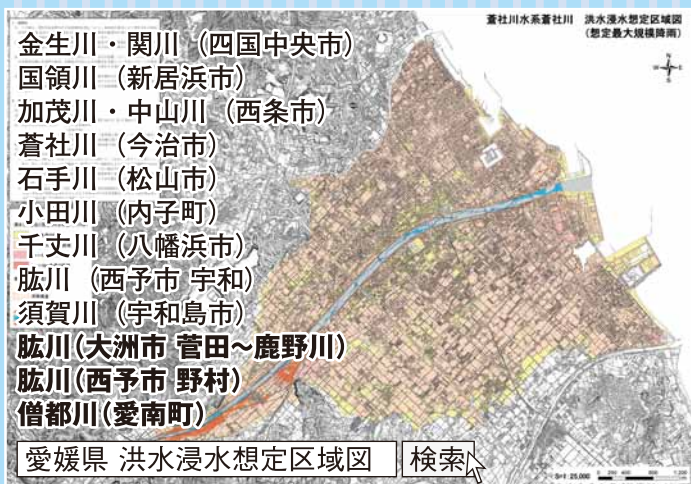 蒼社川水系蒼社川 洪水浸水想定区域図
(想定最大規模降雨)
金生川・関川（四国中央市）
国領川（新居浜市）
加茂川・中山川（西条市）
蒼社川（今治市）
石手川（松山市）
小田川（内子町）
千丈川（八幡浜市）
肱川（西予市 宇和）
須賀川（宇和島市）
肱川(大洲市 菅田～鹿野川)
肱川(西予市 野村)
僧都川(愛南町)
愛媛県 洪水浸水想定区域図 検索
N
W
E
S
S=1:25,000